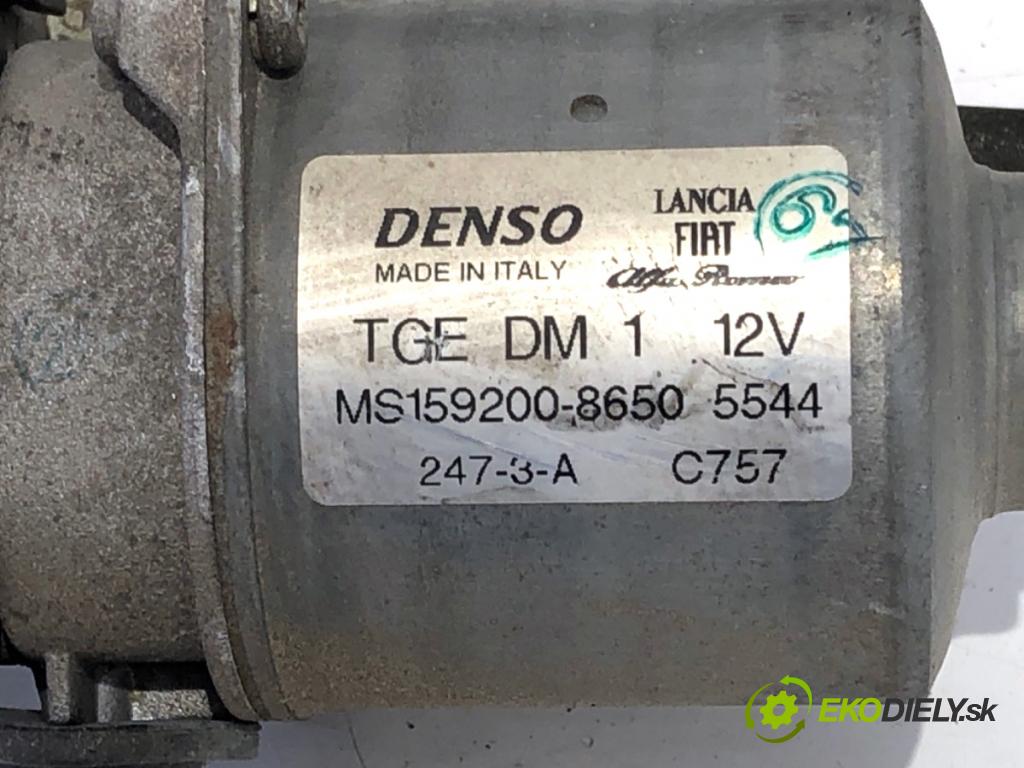 DENSO
LANCIA
FIAT
MADE IN ITALY
Alfa Romeo
TGE DM 1 12V
MS159200-8650 5544
247-3-A C757
EKODIELY.sk